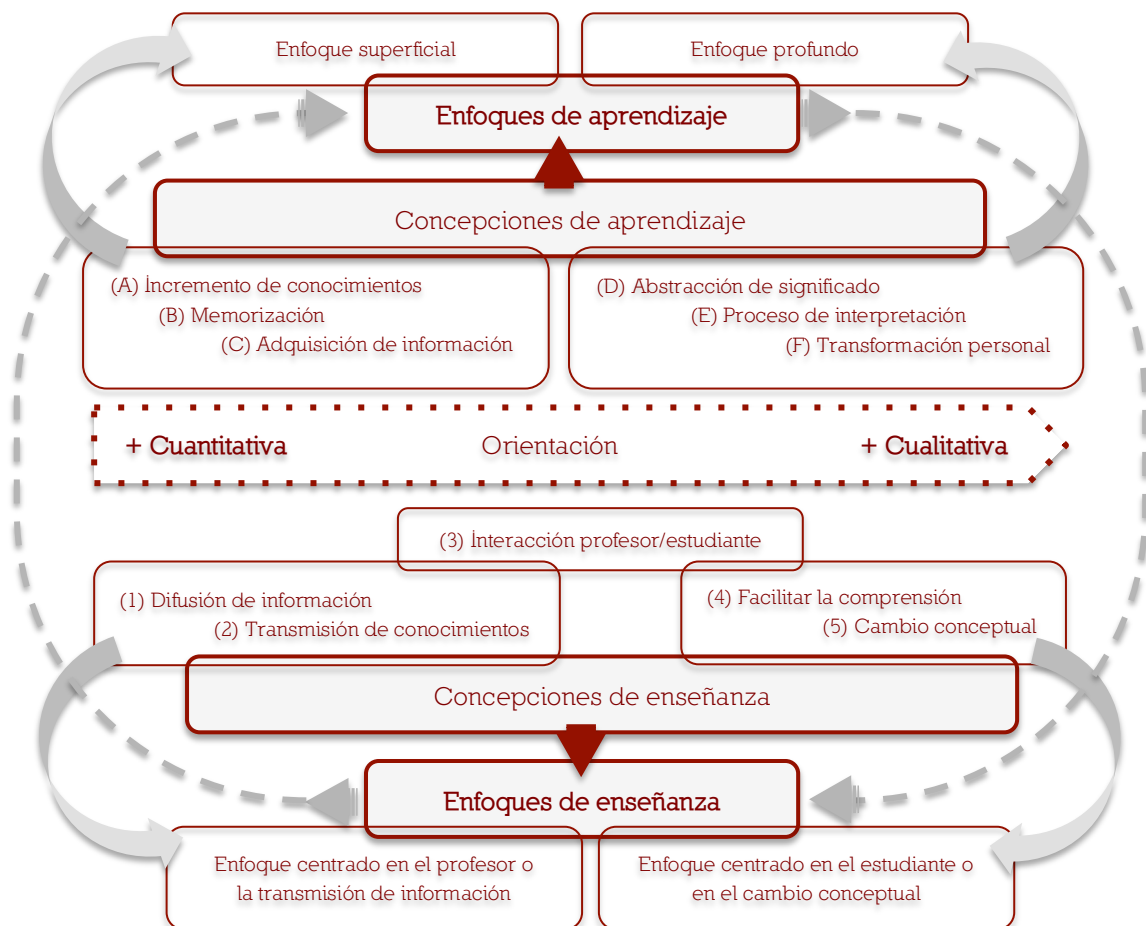 Enfoque superficial
Enfoque profundo
Enfoques de aprendizaje
Concepciones de aprendizaje
(A) Incremento de conocimientos
(B) Memorización
(C) Adquisición de información
(D) Abstracción de significado
(E) Proceso de interpretación
(F) Transformación personal
+ Cuantitativa
Orientación
+ Cualitativa
(3) Interacción profesor/estudiante
(1) Difusión de información
(2) Transmisión de conocimientos
(4) Facilitar la comprensión
(5) Cambio conceptual
Concepciones de enseñanza
Enfoques de enseñanza
Enfoque centrado en el profesor o
la transmisión de información
Enfoque centrado en el estudiante o
en el cambio conceptual